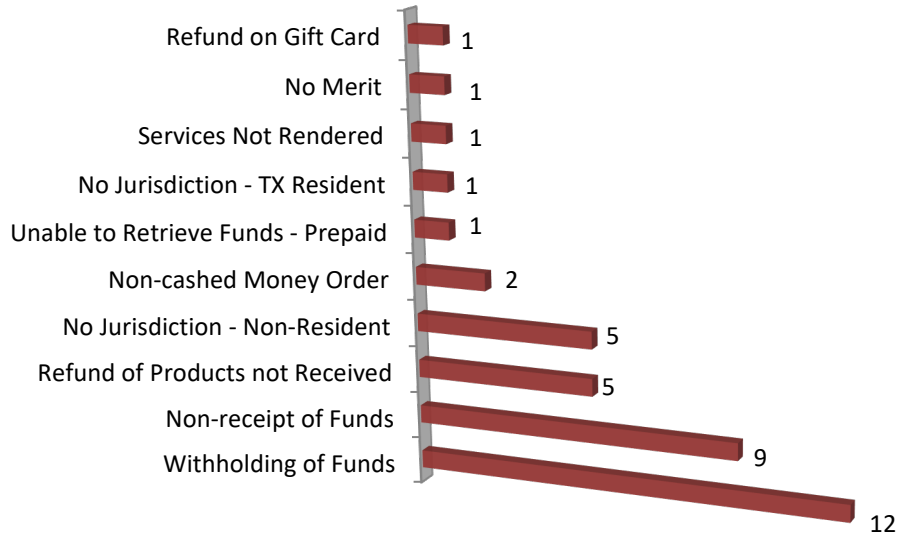 Refund on Gift Card 1
No Merit 1
Services Not Rendered 1
No Jurisdiction - TX Resident 1
Unable to Retrieve Funds - Prepaid 1
Non-cashed Money Order 2
No Jurisdiction - Non-Resident 5
Refund of Products not Received 5
Non-receipt of Funds 9
Withholding of Funds 12